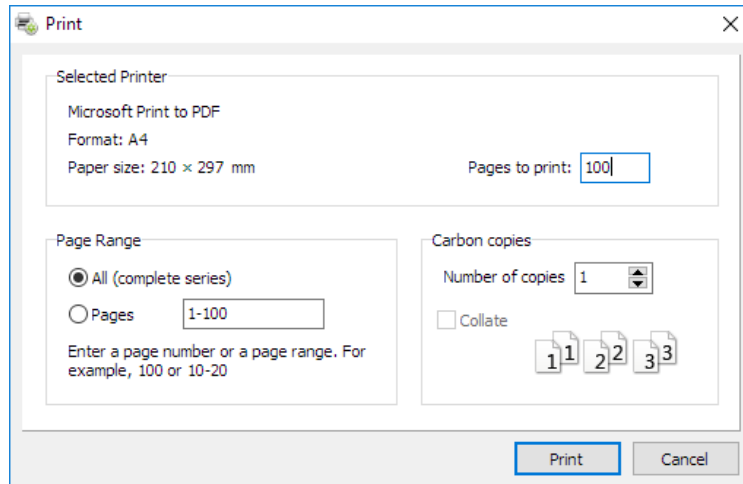 Print
Selected Printer
Microsoft Print to PDF
Format: A4
Paper size: 210 × 297 mm
Pages to print: 100
Page Range
All (complete series)
Pages 1-100
Enter a page number or a page range. For
example, 100 or 10-20
Carbon copies
Number of copies 1
Collate
1 1 2 2 3 3
Print Cancel